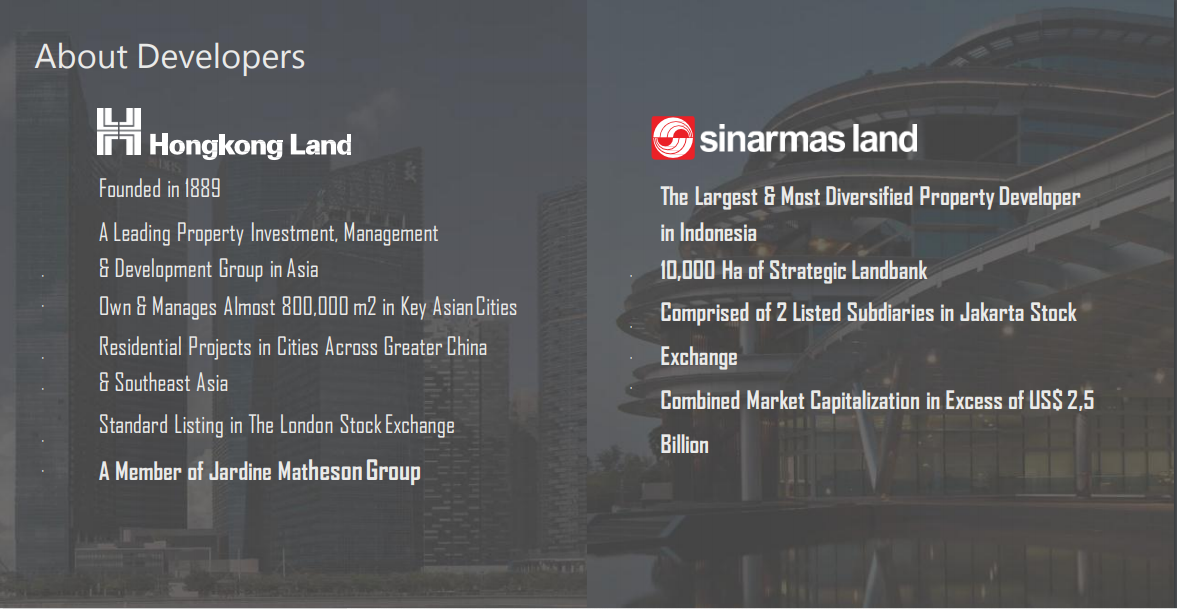 About Developers
Hongkong Land
Founded in 1889
A Leading Property Investment, Management
& Development Group in Asia
Own & Manages Almost 800,000 m2 in Key Asian Cities
Residential Projects in Cities Across Greater China
& Southeast Asia
Standard Listing in The London Stock Exchange
A Member of Jardine Matheson Group
sinarmas land
The Largest & Most Diversified Property Developer
in Indonesia
10,000 Ha of Strategic Landbank
Comprised of 2 Listed Subdiaries in Jakarta Stock
Exchange
Combined Market Capitalization in Excess of US$ 2,5
Billion